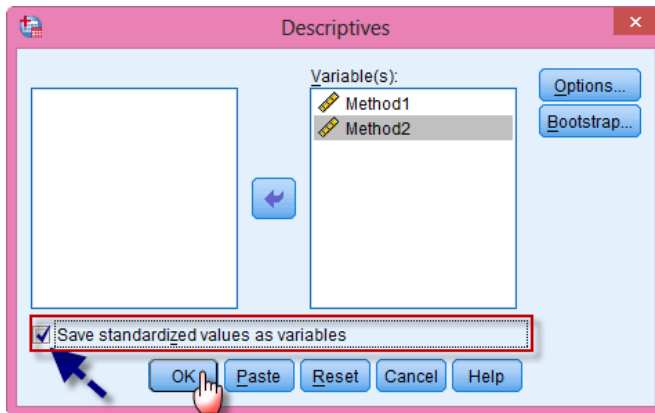 Descriptives
Variable(s):
Method1
Method2
Options...
Bootstrap...
Save standardized values as variables
OK Paste Reset Cancel Help